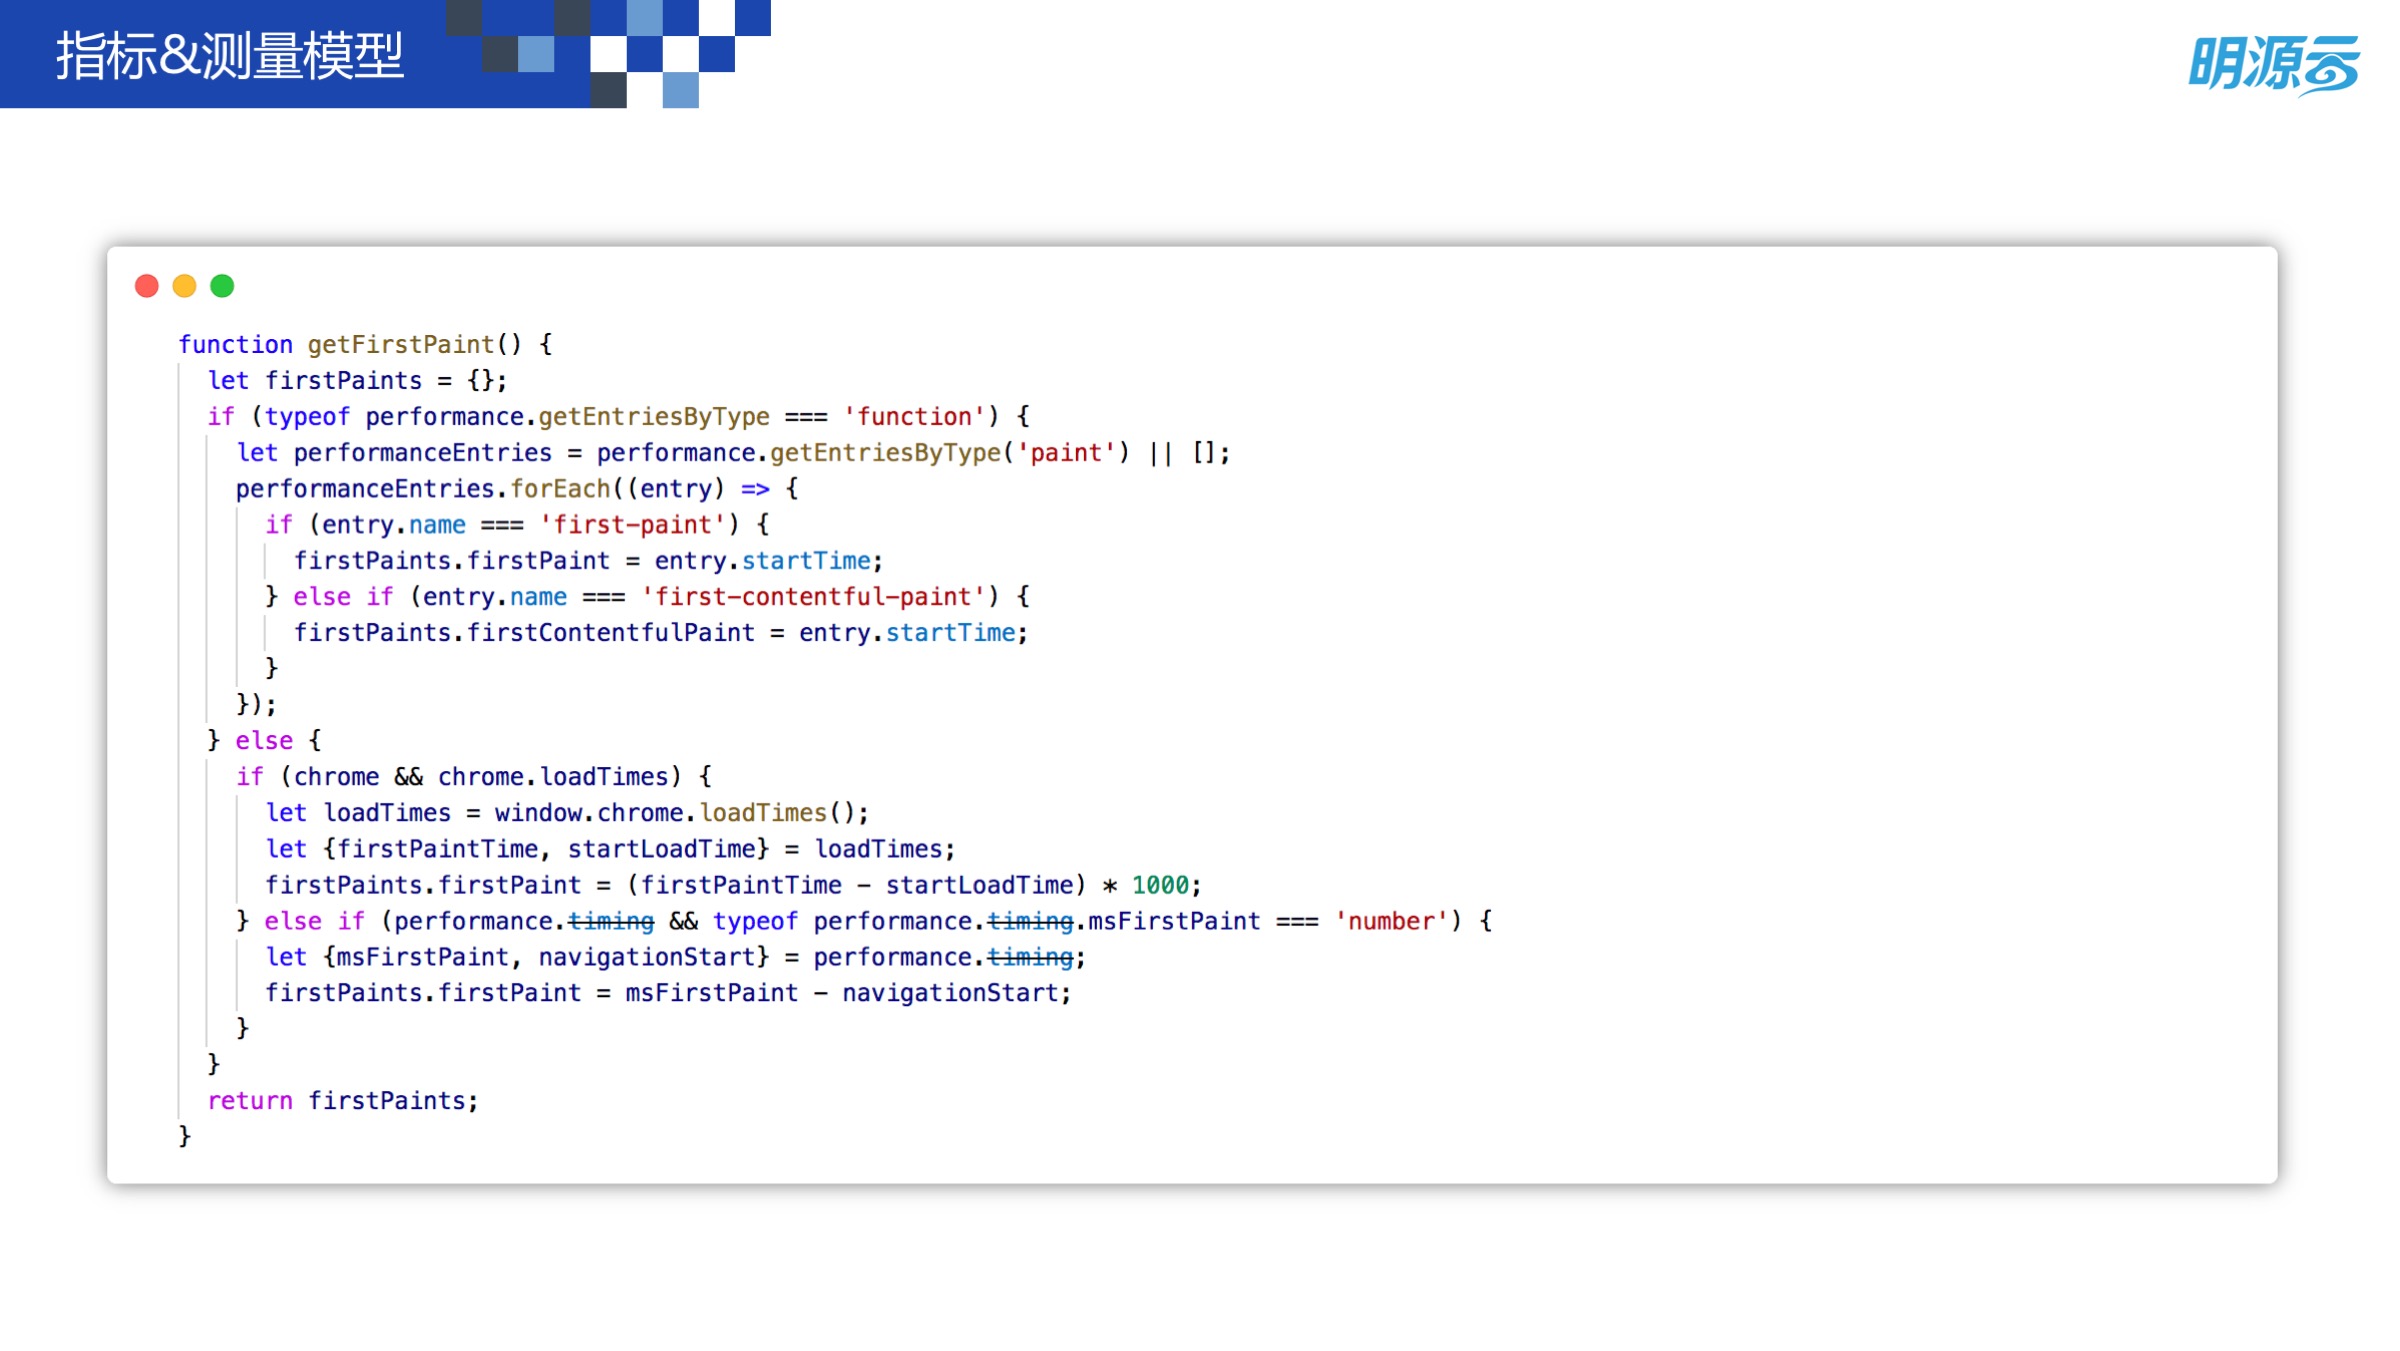 指标&测量模型
明源云
function getFirstPaint() {
  let firstPaints = {};
  if (typeof performance.getEntriesByType === 'function') {
    let performanceEntries = performance.getEntriesByType('paint') || [];
    performanceEntries.forEach((entry) => {
      if (entry.name === 'first-paint') {
        firstPaints.firstPaint = entry.startTime;
      } else if (entry.name === 'first-contentful-paint') {
        firstPaints.firstContentfulPaint = entry.startTime;
      }
    });
  } else {
    if (chrome && chrome.loadTimes) {
      let loadTimes = window.chrome.loadTimes();
      let {firstPaintTime, startLoadTime} = loadTimes;
      firstPaints.firstPaint = (firstPaintTime - startLoadTime) * 1000;
    } else if (performance.timing && typeof performance.timing.msFirstPaint === 'number') {
      let {msFirstPaint, navigationStart} = performance.timing;
      firstPaints.firstPaint = msFirstPaint - navigationStart;
    }
  }
  return firstPaints;
}